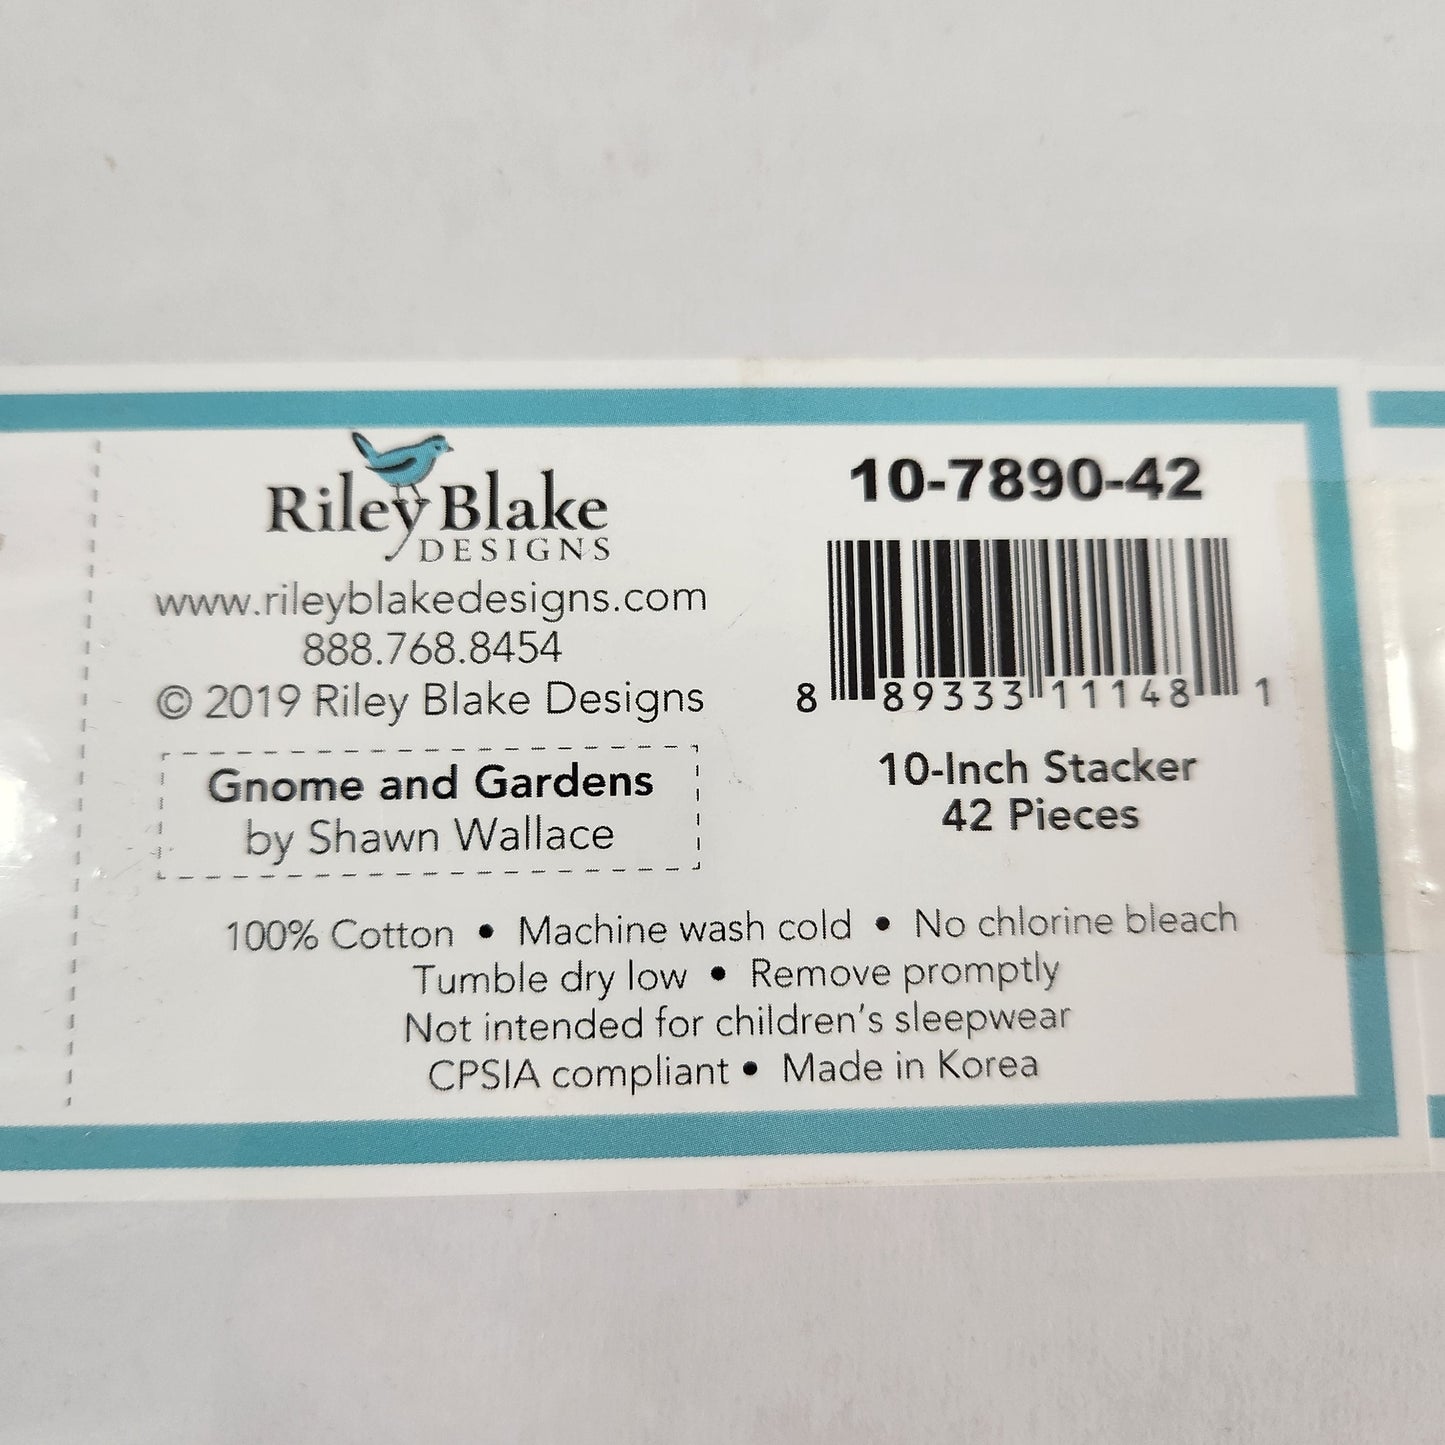 Riley Blake
DESIGNS
www.rileyblakedesigns.com
888.768.8454
© 2019 Riley Blake Designs
Gnome and Gardens
by Shawn Wallace
10-7890-42
8 89333 11148 1
10-Inch Stacker
42 Pieces
100% Cotton • Machine wash cold • No chlorine bleach
Tumble dry low • Remove promptly
Not intended for children's sleepwear
CPSIA compliant • Made in Korea